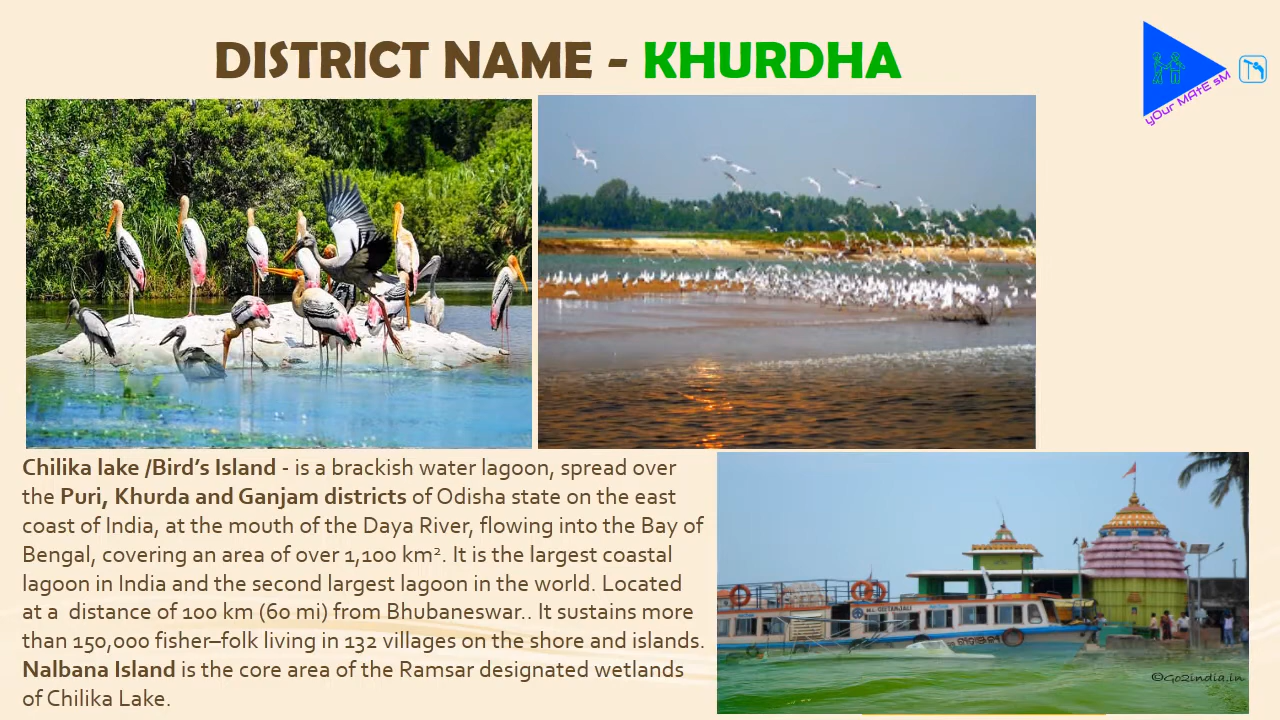 DISTRICT NAME - KHURDHA
yOur MAtE sM
Chilika lake /Bird's Island - is a brackish water lagoon, spread over
the Puri, Khurda and Ganjam districts of Odisha state on the east
coast of India, at the mouth of the Daya River, flowing into the Bay of
Bengal, covering an area of over 1,100 km². It is the largest coastal
lagoon in India and the second largest lagoon in the world. Located
at a  distance of 100 km (60 mi) from Bhubaneswar.. It sustains more
than 150,000 fisher–folk living in 132 villages on the shore and islands.
Nalbana Island is the core area of the Ramsar designated wetlands
of Chilika Lake.
M.L. GEETANJALI
©Go2india.in